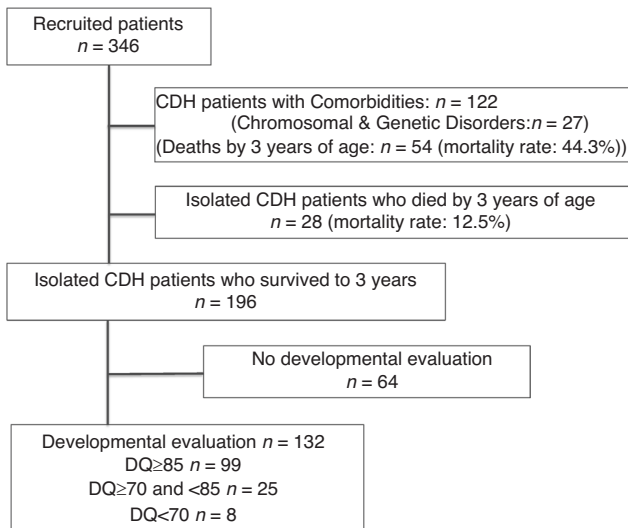 Recruited patients
n = 346
CDH patients with Comorbidities: n = 122
(Chromosomal & Genetic Disorders:n = 27)
(Deaths by 3 years of age: n = 54 (mortality rate: 44.3%))
Isolated CDH patients who died by 3 years of age
n = 28 (mortality rate: 12.5%)
Isolated CDH patients who survived to 3 years
n = 196
No developmental evaluation
n = 64
Developmental evaluation n = 132
DQ≥85 n = 99
DQ≥70 and <85 n = 25
DQ<70 n = 8